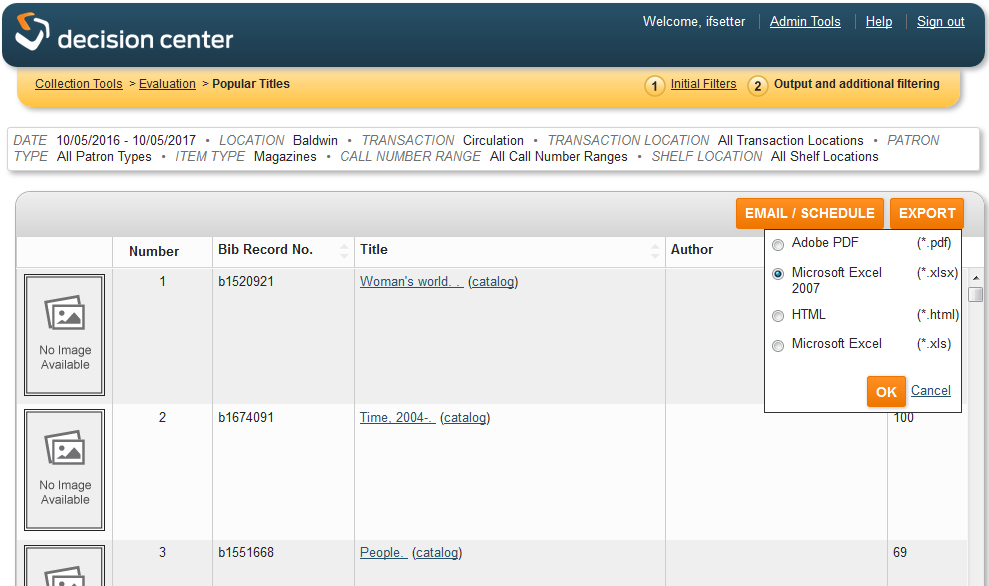 Welcome, ifsetter Admin Tools Help Sign out
decision center
Collection Tools > Evaluation > Popular Titles 1 Initial Filters 2 Output and additional filtering
DATE 10/05/2016 - 10/05/2017 • LOCATION Baldwin • TRANSACTION Circulation • TRANSACTION LOCATION All Transaction Locations • PATRON
TYPE All Patron Types • ITEM TYPE Magazines • CALL NUMBER RANGE All Call Number Ranges • SHELF LOCATION All Shelf Locations
EMAIL / SCHEDULE EXPORT
Number Bib Record No. Title Author
Adobe PDF (*.pdf)
Microsoft Excel (*.xlsx)
2007
HTML (*.html)
Microsoft Excel (*.xls)
OK Cancel
1 b1520921 Woman's world. . (catalog)
No Image
Available
2 b1674091 Time, 2004-. (catalog) 100
No Image
Available
3 b1551668 People. (catalog) 69